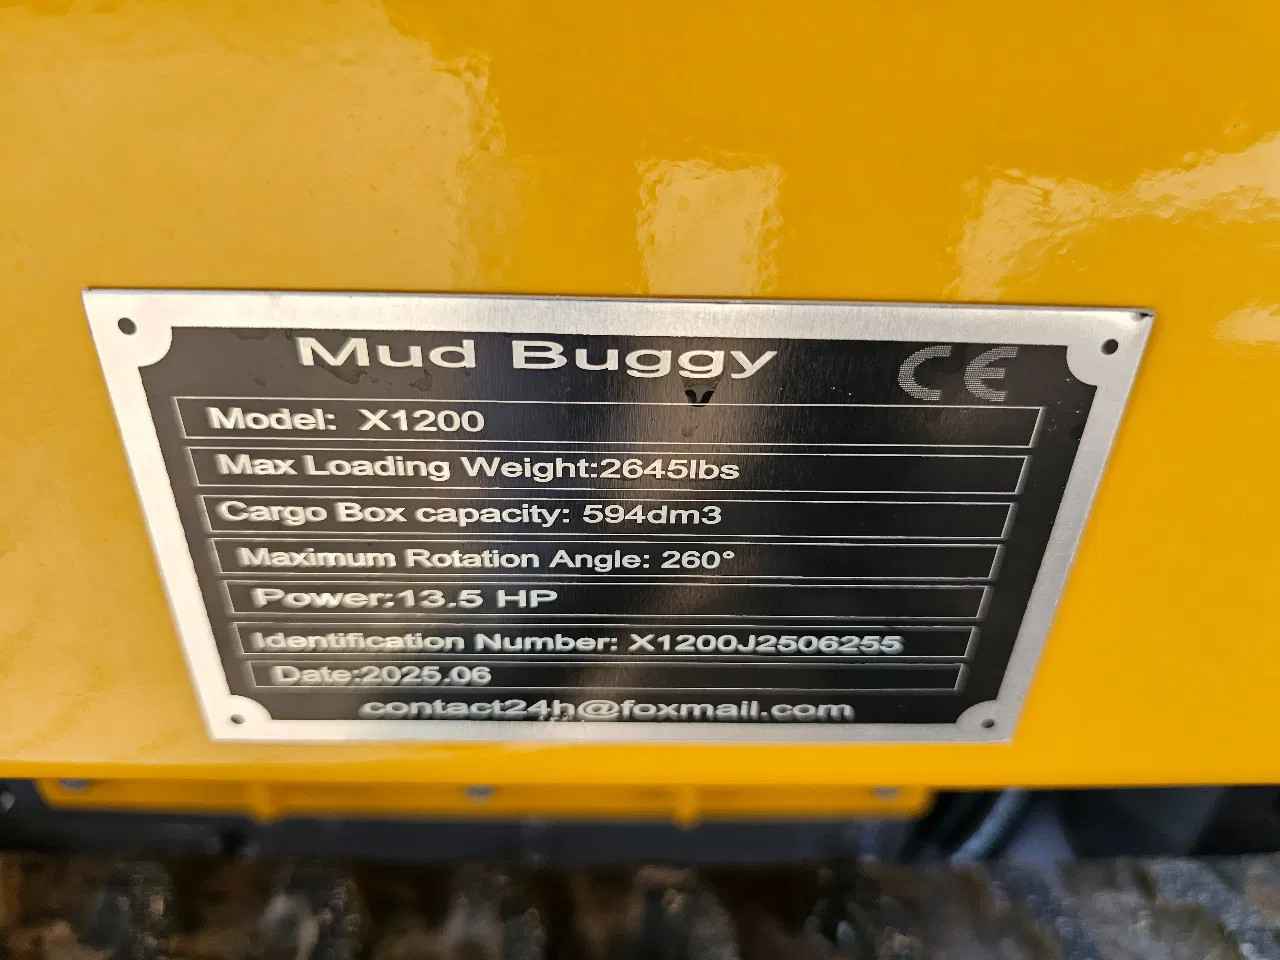 Mud Buggy CE
Model: X1200
Max Loading Weight:2645lbs
Cargo Box capacity: 594dm3
Maximum Rotation Angle: 260°
Power:13.5 HP
Identification Number: X1200J2506255
Date:2025.06
contact24h@foxmail.com